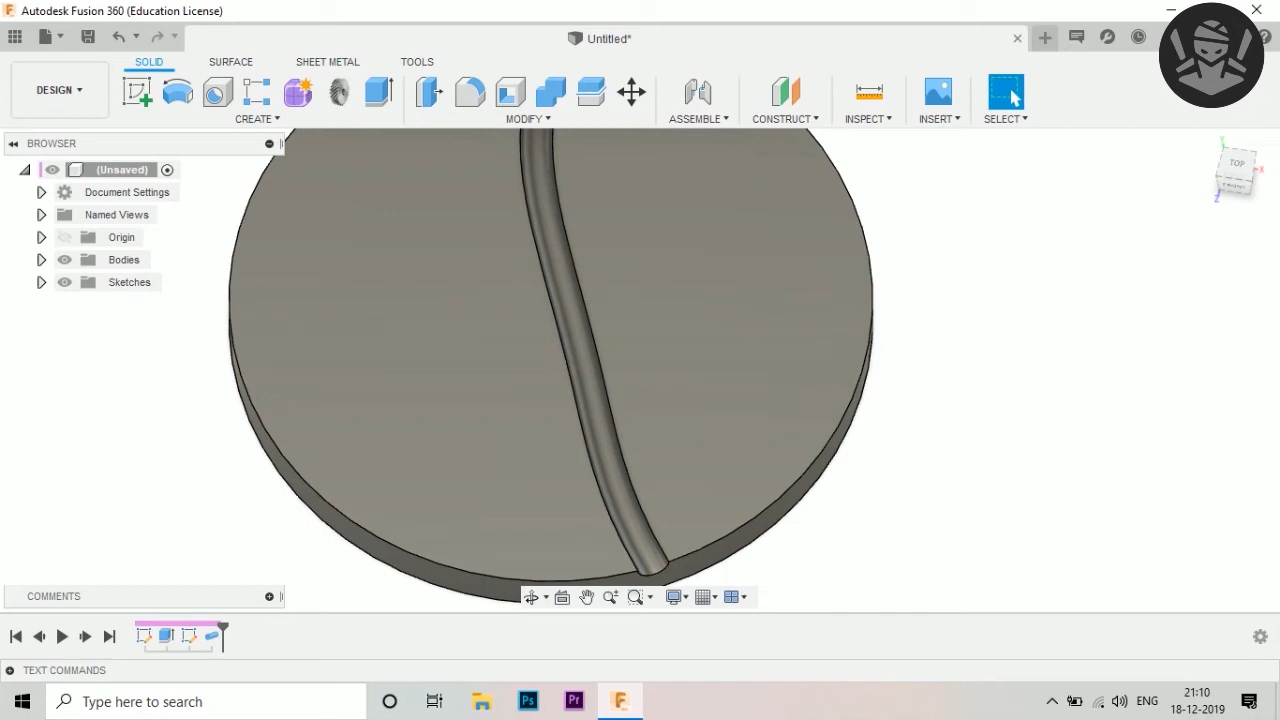 Autodesk Fusion 360 (Education License)
Untitled*
DESIGN
SOLID
SURFACE
SHEET METAL
TOOLS
CREATE
MODIFY
ASSEMBLE
CONSTRUCT
INSPECT
INSERT
SELECT
BROWSER
(Unsaved)
Document Settings
Named Views
Origin
Bodies
Sketches
TOP
Y
X
Z
COMMENTS
TEXT COMMANDS
Type here to search
Ps
Pr
ENG
21:10
18-12-2019